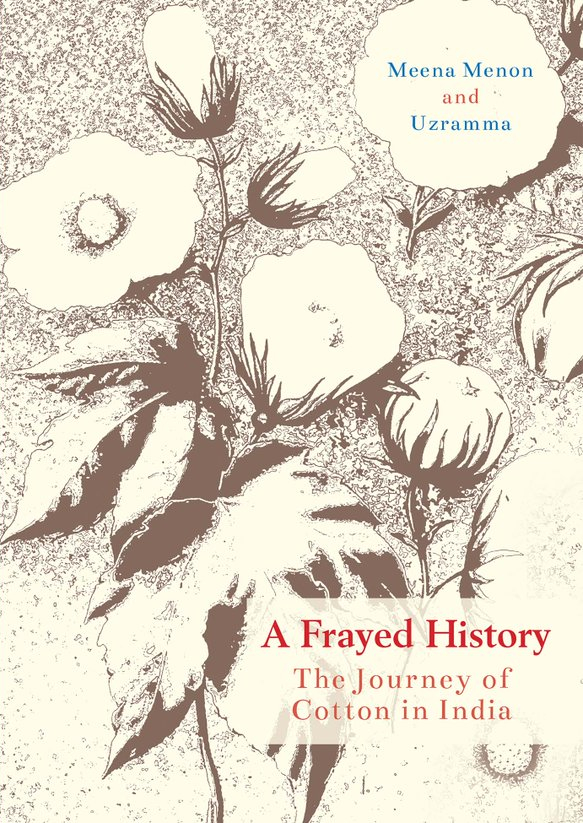 Meena Menon
and
Uzramma
A Frayed History
The Journey of
Cotton in India